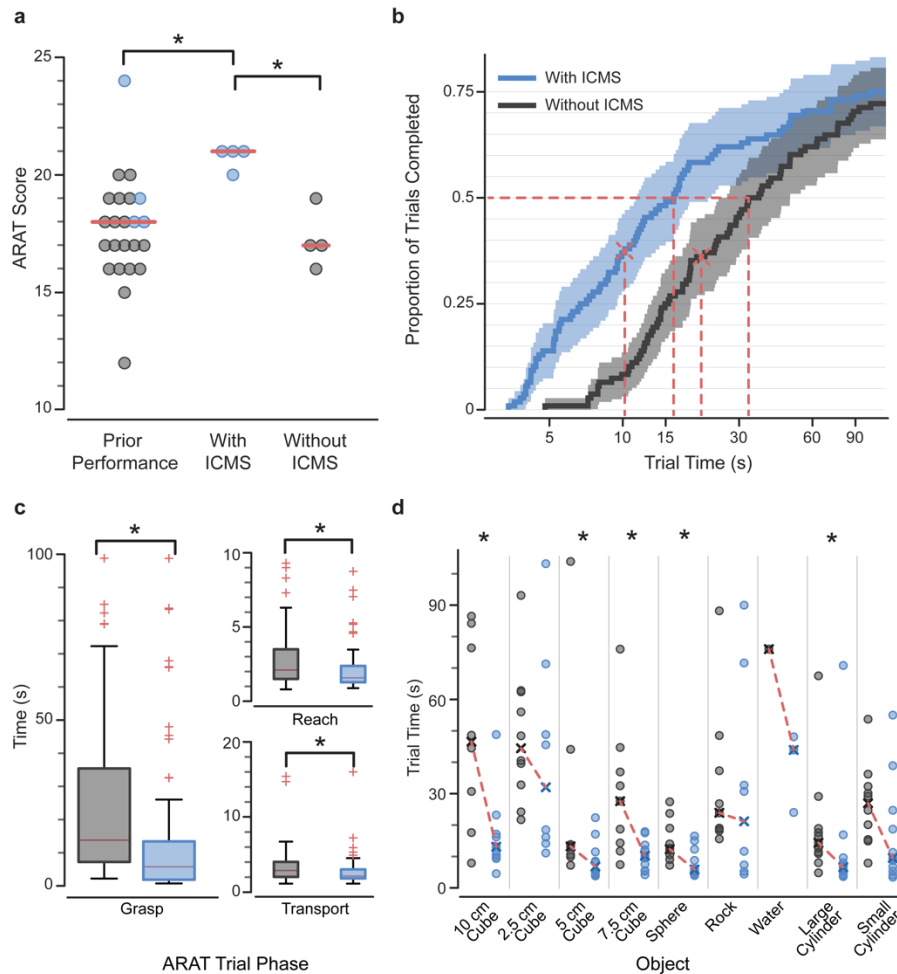 a
*
*
25
20
15
10
ARAT Score
Prior
Performance
With
ICMS
Without
ICMS
b
With ICMS
Without ICMS
0.75
0.5
0.25
0
Proportion of Trials Completed
5
10
15
30
60
90
Trial Time (s)
c
*
100
50
0
Time (s)
Grasp
*
10
5
0
Reach
*
20
10
0
Transport
ARAT Trial Phase
d
*
*
*
*
*
90
60
30
0
Trial Time (s)
10 cm
Cube
2.5 cm
Cube
5 cm
Cube
7.5 cm
Cube
Sphere
Rock
Water
Large
Cylinder
Small
Cylinder
Object